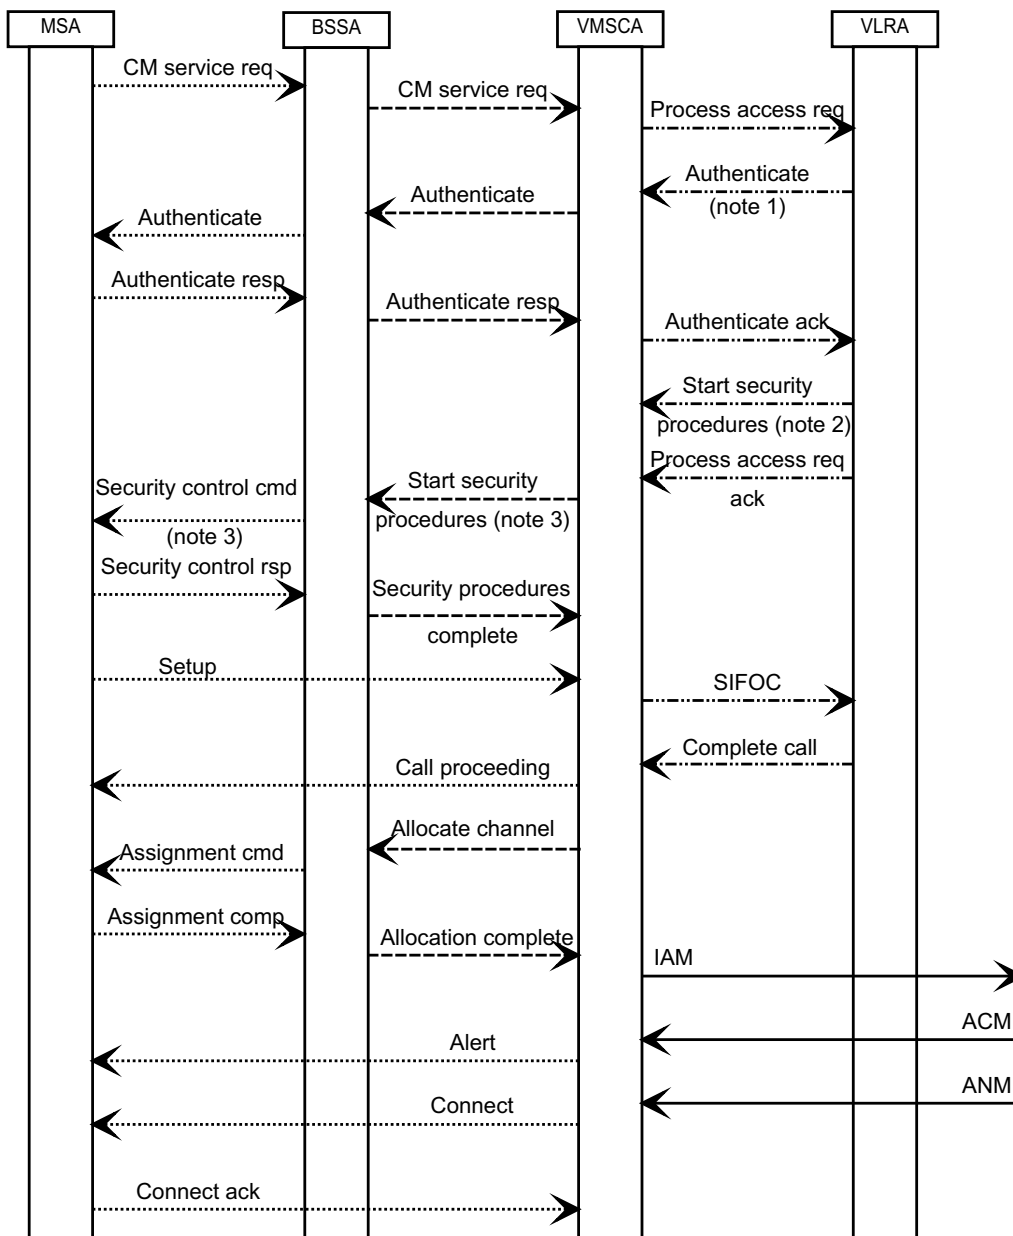 MSA
BSSA
VMSCA
VLRA
CM service req
CM service req
Process access req
Authenticate
(note 1)
Authenticate
Authenticate
Authenticate resp
Authenticate resp
Authenticate ack
Start security
procedures (note 2)
Process access req
ack
Start security
procedures (note 3)
Security control cmd
(note 3)
Security control rsp
Security procedures
complete
Setup
SIFOC
Complete call
Call proceeding
Allocate channel
Assignment cmd
Assignment comp
Allocation complete
IAM
ACM
Alert
ANM
Connect
Connect ack